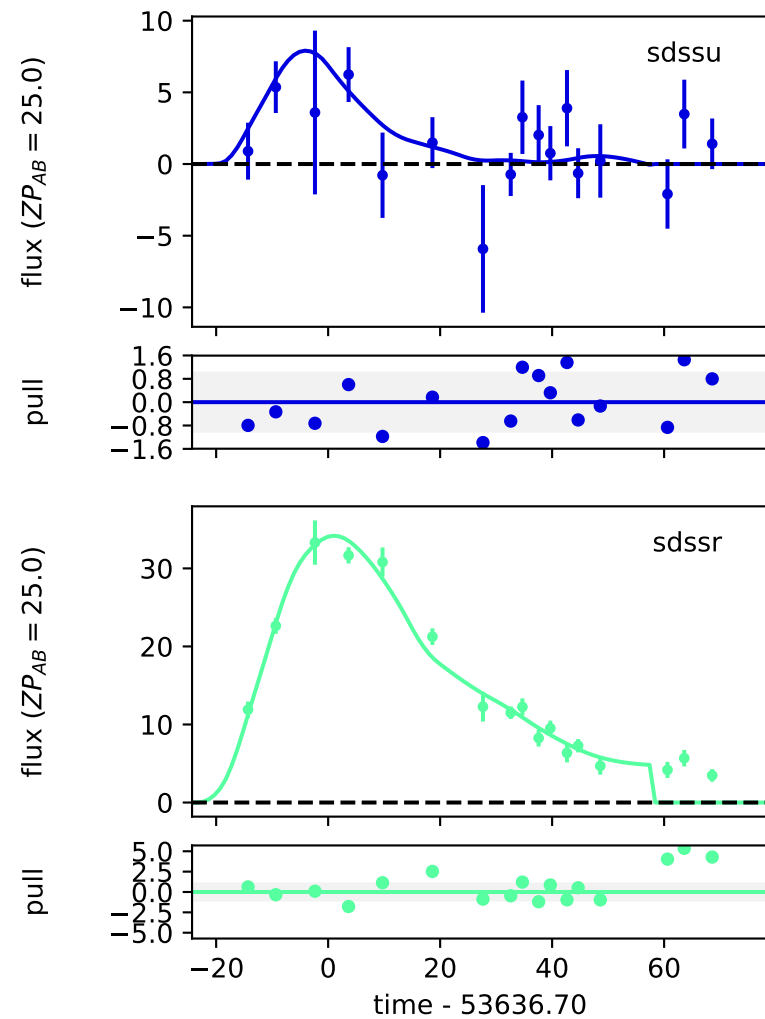 10
5
0
−5
−10
flux (ZP_AB = 25.0)
sdssu
1.6
0.8
0.0
−0.8
−1.6
pull
30
20
10
0
flux (ZP_AB = 25.0)
sdssr
5.0
2.5
0.0
−2.5
−5.0
pull
−20 0 20 40 60
time - 53636.70